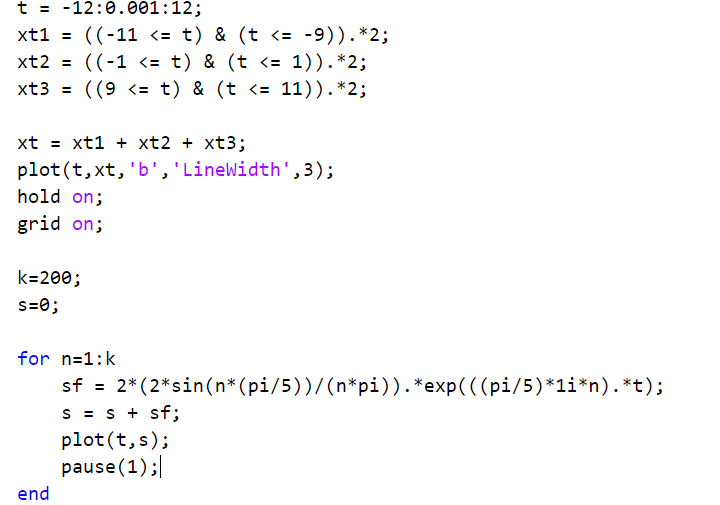 t = -12:0.001:12;
xt1 = ((-11 <= t) & (t <= -9)).*2;
xt2 = ((-1 <= t) & (t <= 1)).*2;
xt3 = ((9 <= t) & (t <= 11)).*2;
xt = xt1 + xt2 + xt3;
plot(t,xt,'b','LineWidth',3);
hold on;
grid on;
k=200;
s=0;
for n=1:k
sf = 2*(2*sin(n*(pi/5))/(n*pi)).*exp(((pi/5)*1i*n).*t);
s = s + sf;
plot(t,s);
pause(1);
end